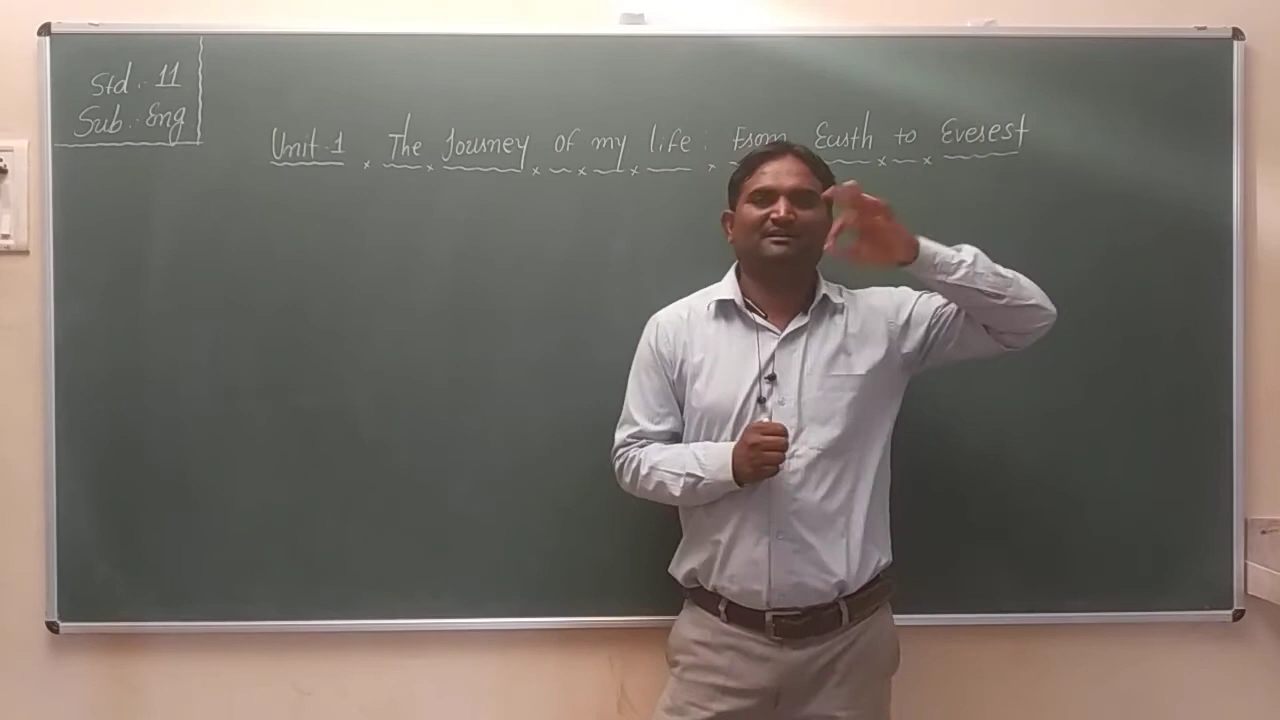 Std. : 11
Sub. : Eng
Unit-1 The Journey of my life : From Earth to Everest